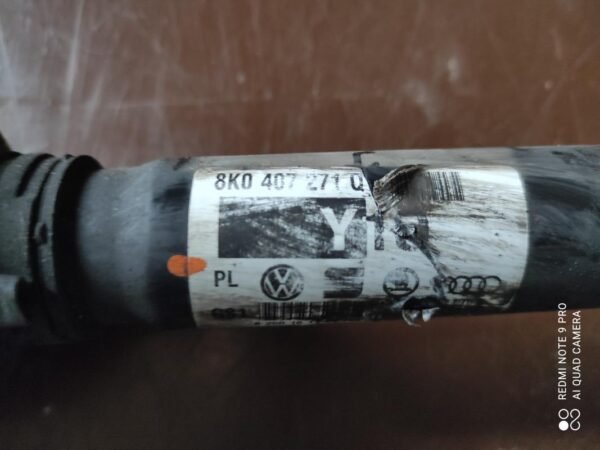 8K0 407 271 Q
Y
PL
REDMI NOTE 9 PRO
AI QUAD CAMERA